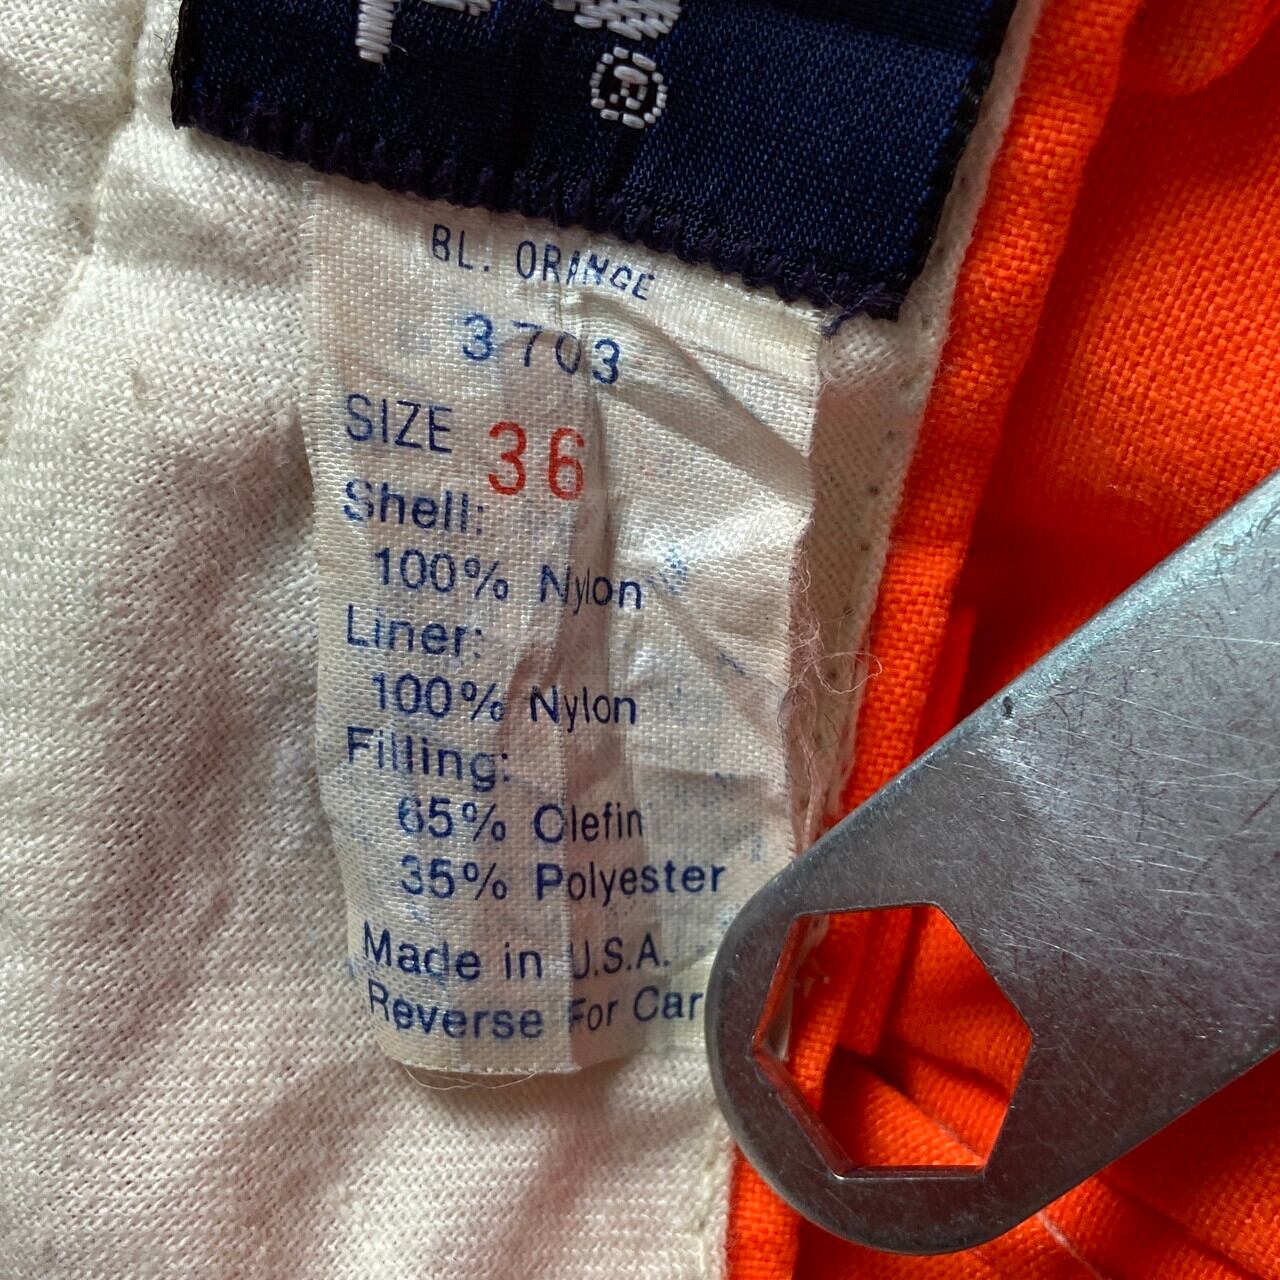 ®
BL. ORANGE
3703
SIZE 36
Shell:
100% Nylon
Liner:
100% Nylon
Filling:
65% Olefin
35% Polyester
Made in U.S.A.
Reverse For Car